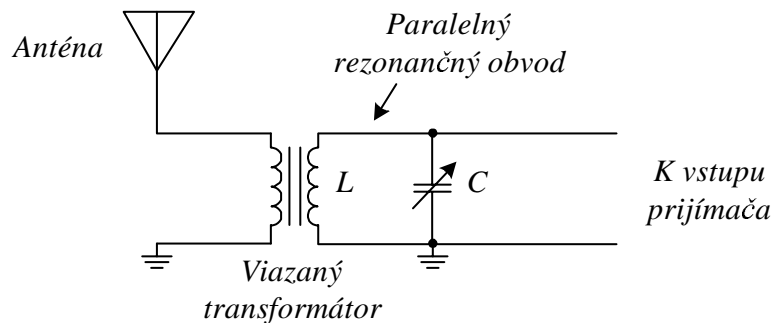 Paralelný
rezonančný obvod
Anténa
L
C
K vstupu
prijímača
Viazaný
transformátor